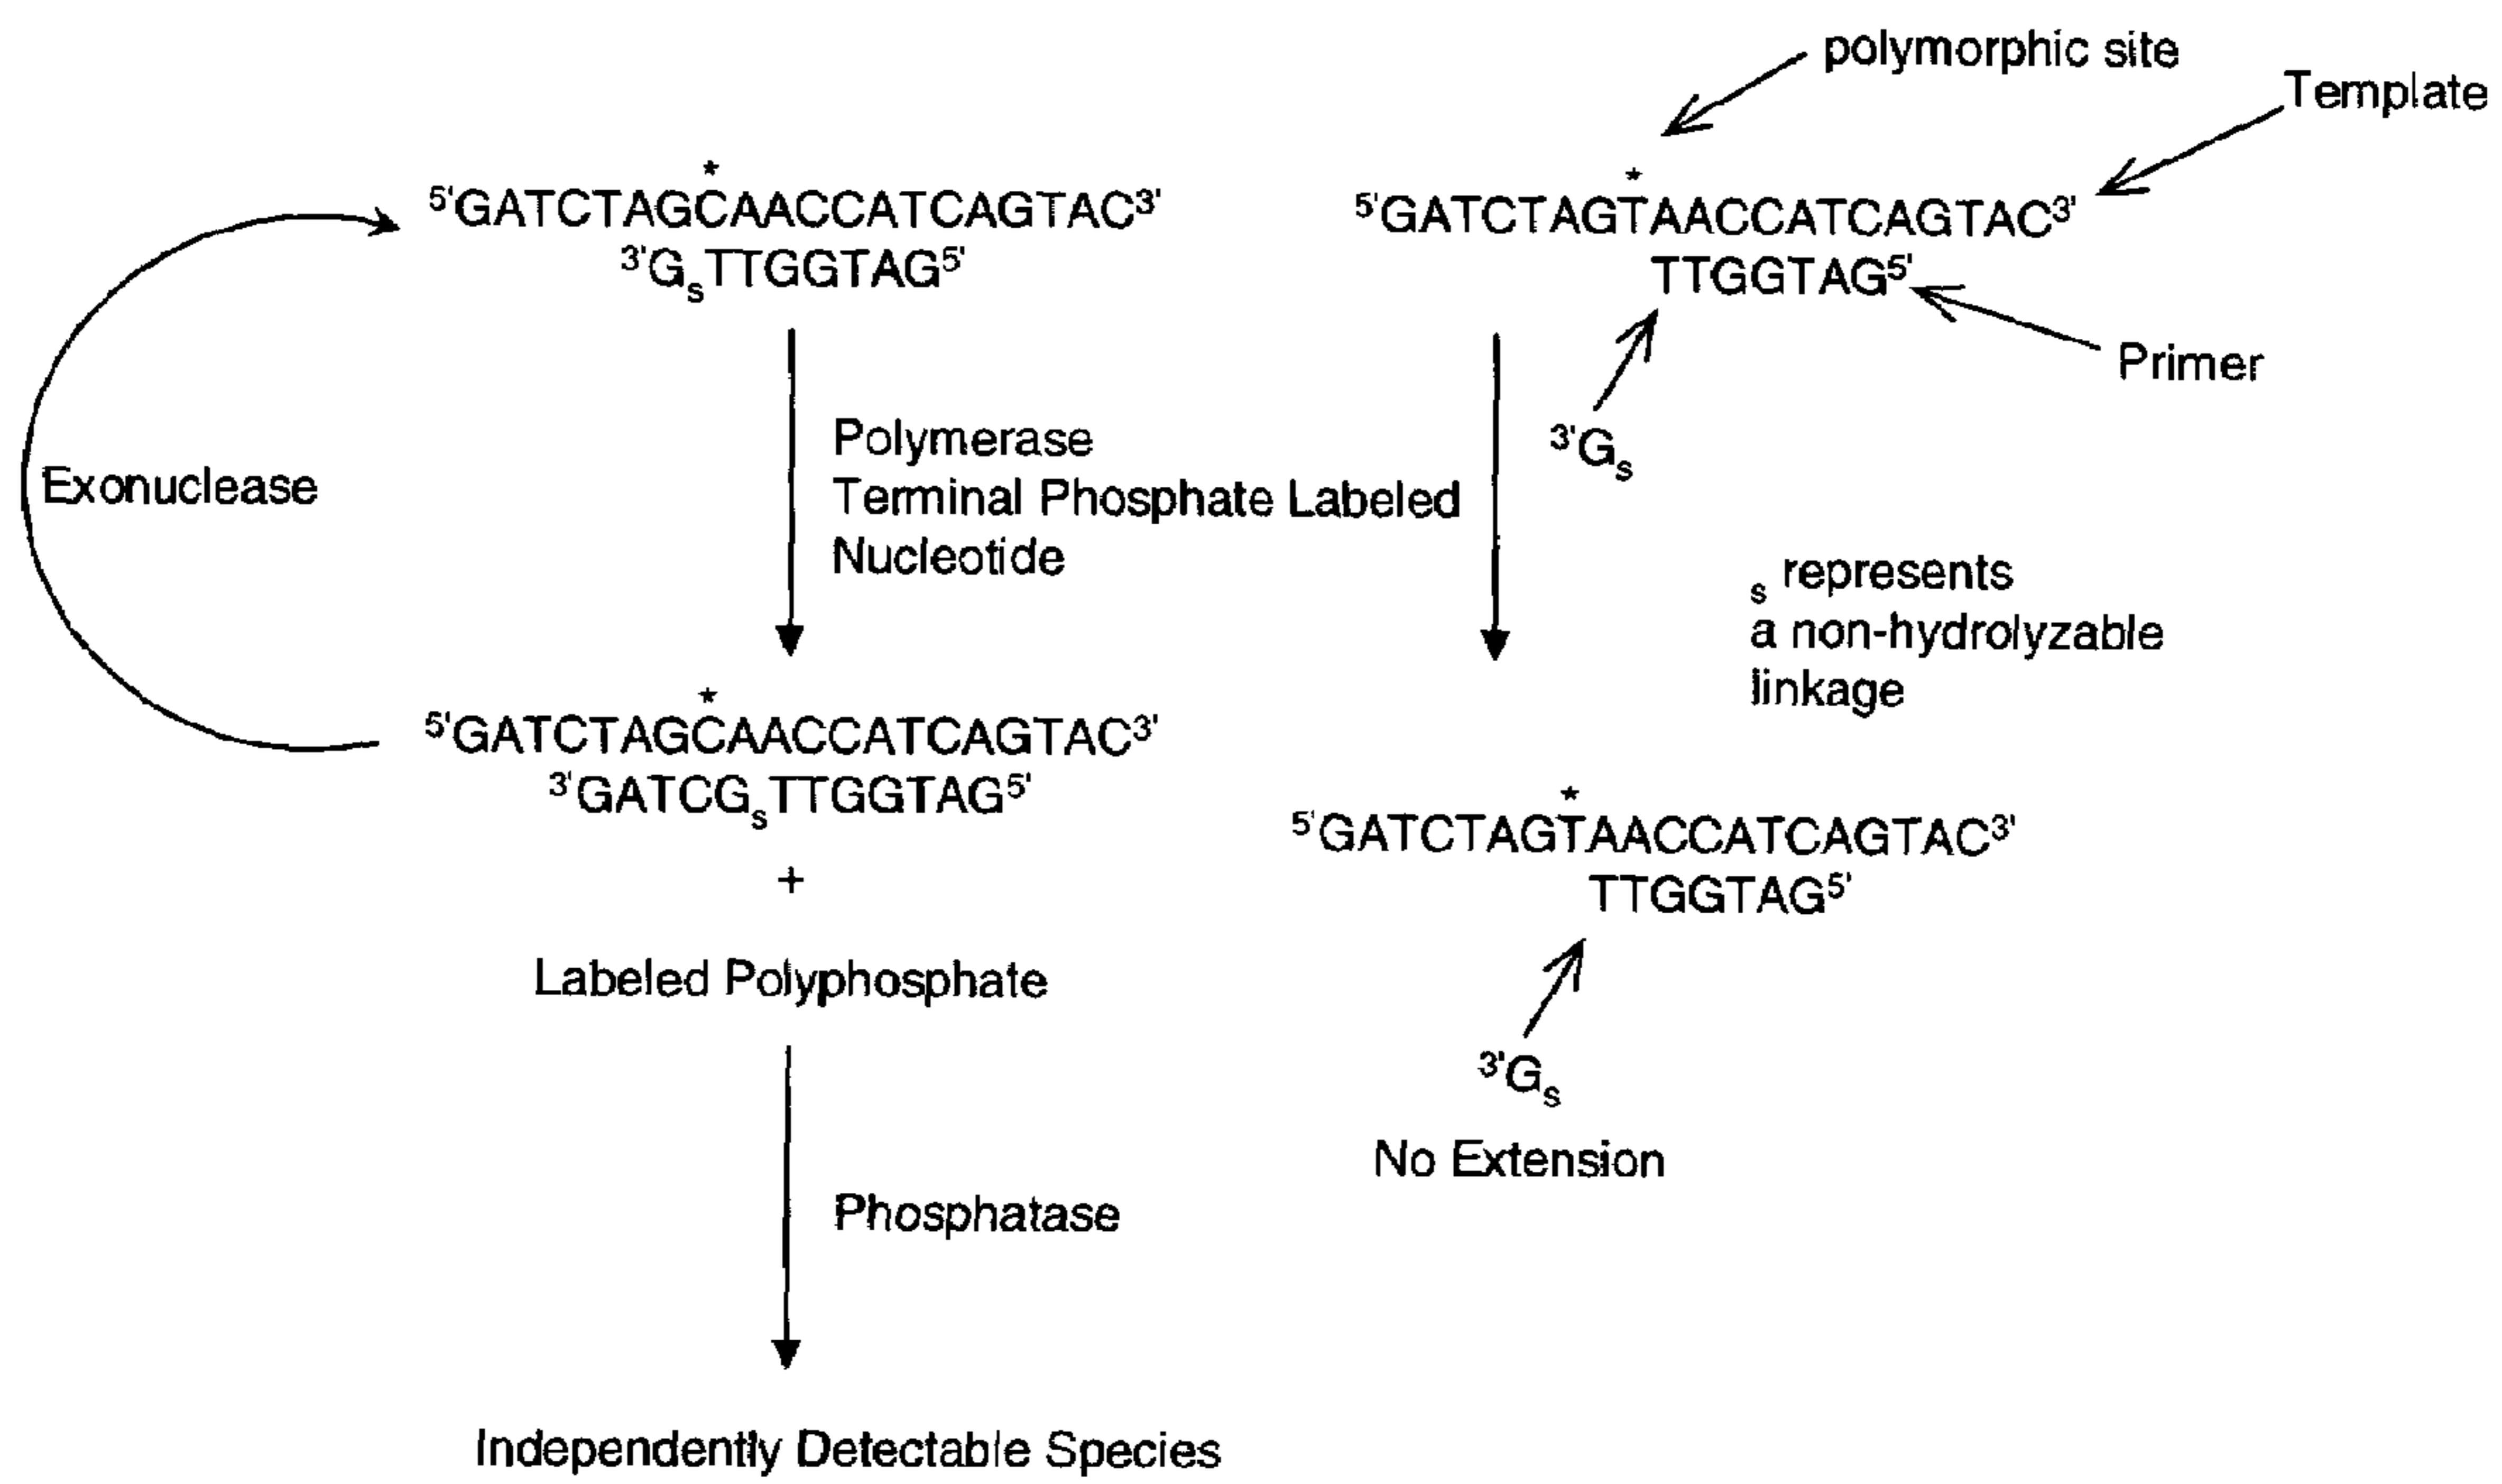 polymorphic site
Template
*
5'GATCTAGCAACCATCAGTAC3'
3'GsTTGGTAG5'
*
5'GATCTAGTAACCATCAGTAC3'
TTGGTAG5'
Primer
3'Gs
Exonuclease
Polymerase
Terminal Phosphate Labeled
Nucleotide
s represents
a non-hydrolyzable
linkage
*
5'GATCTAGCAACCATCAGTAC3'
3'GATCGsTTGGTAG5'
+
Labeled Polyphosphate
*
5'GATCTAGTAACCATCAGTAC3'
TTGGTAG5'
3'Gs
No Extension
Phosphatase
Independently Detectable Species